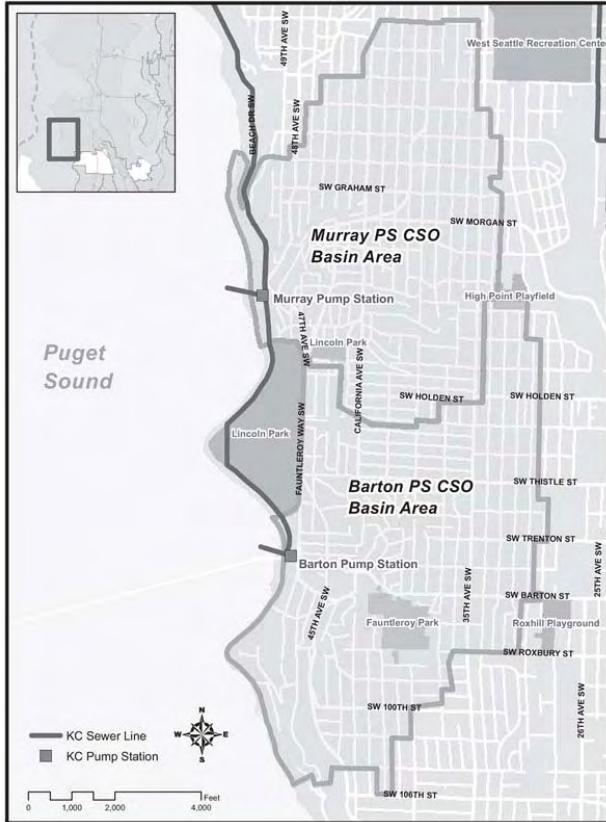 West Seattle Recreation Center
49TH AVE SW
BEACH DR SW
48TH AVE SW
SW GRAHAM ST
SW MORGAN ST
Murray PS CSO
Basin Area
Murray Pump Station
High Point Playfield
47TH AVE SW
Lincoln Park
CALIFORNIA AVE SW
Puget
Sound
SW HOLDEN ST
SW HOLDEN ST
Lincoln Park
FAUNTLEROY WAY SW
Barton PS CSO
Basin Area
SW THISTLE ST
SW TRENTON ST
Barton Pump Station
25TH AVE SW
45TH AVE SW
35TH AVE SW
SW BARTON ST
Fauntleroy Park
Roxhill Playground
SW ROXBURY ST
SW 100TH ST
26TH AVE SW
N
W
E
S
KC Sewer Line
KC Pump Station
Feet
0
1,000
2,000
4,000
SW 106TH ST